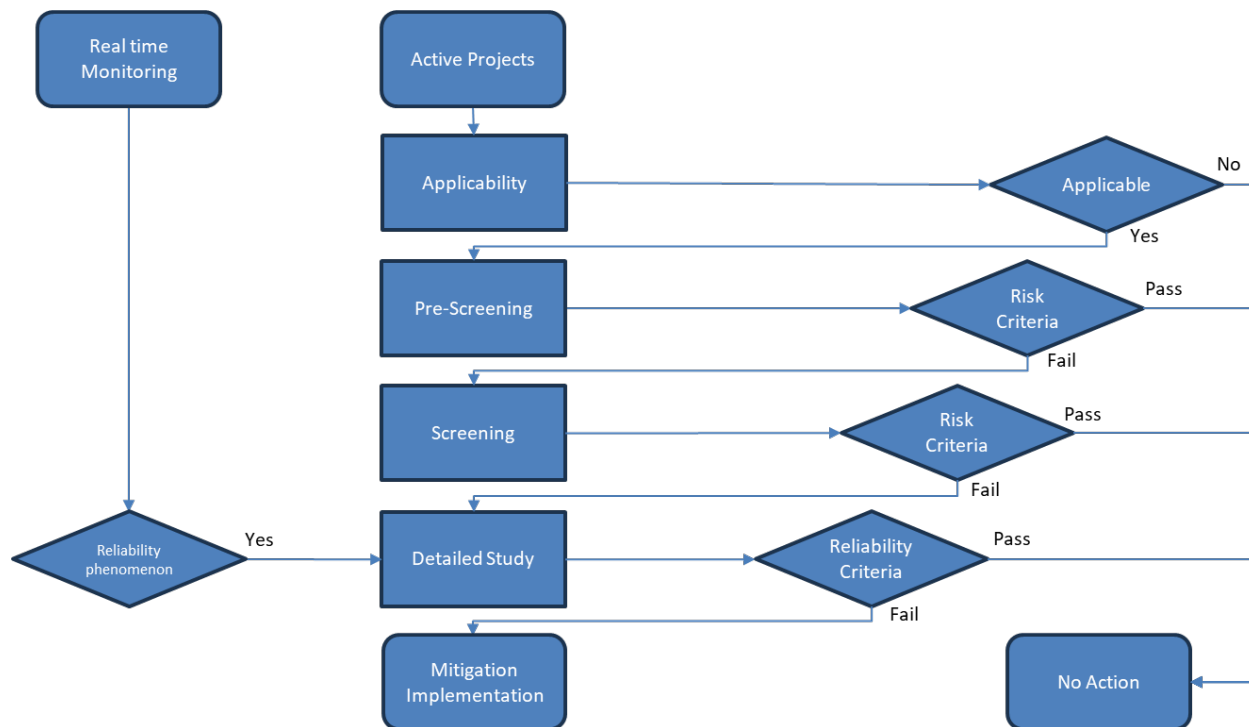 Real time
Monitoring
Active Projects
Applicability
Applicable
No
Yes
Pre-Screening
Risk
Criteria
Pass
Fail
Screening
Risk
Criteria
Pass
Fail
Reliability
phenomenon
Yes
Detailed Study
Reliability
Criteria
Pass
Fail
Mitigation
Implementation
No Action